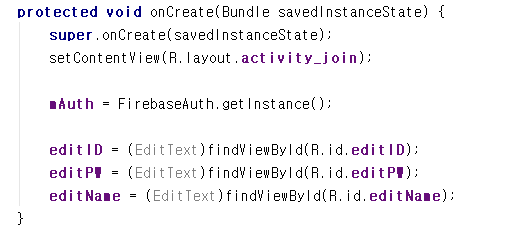 protected void onCreate(Bundle savedInstanceState) {
super.onCreate(savedInstanceState);
setContentView(R.layout.activity_join);
mAuth = FirebaseAuth.getInstance();
editID = (EditText)findViewById(R.id.editID);
editPW = (EditText)findViewById(R.id.editPW);
editName = (EditText)findViewById(R.id.editName);
}